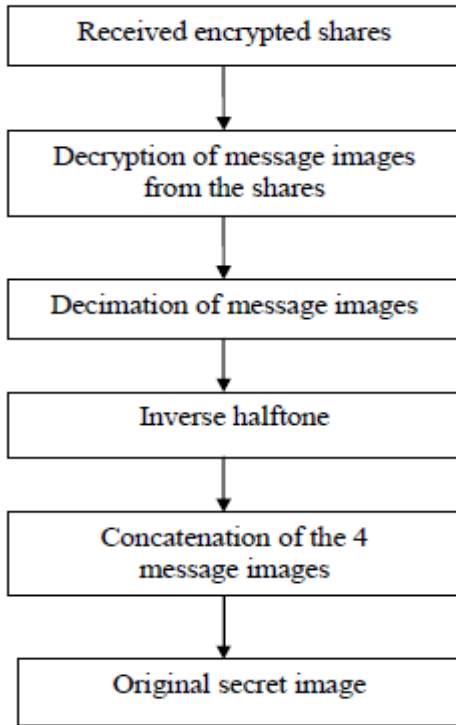 Received encrypted shares
Decryption of message images
from the shares
Decimation of message images
Inverse halftone
Concatenation of the 4
message images
Original secret image